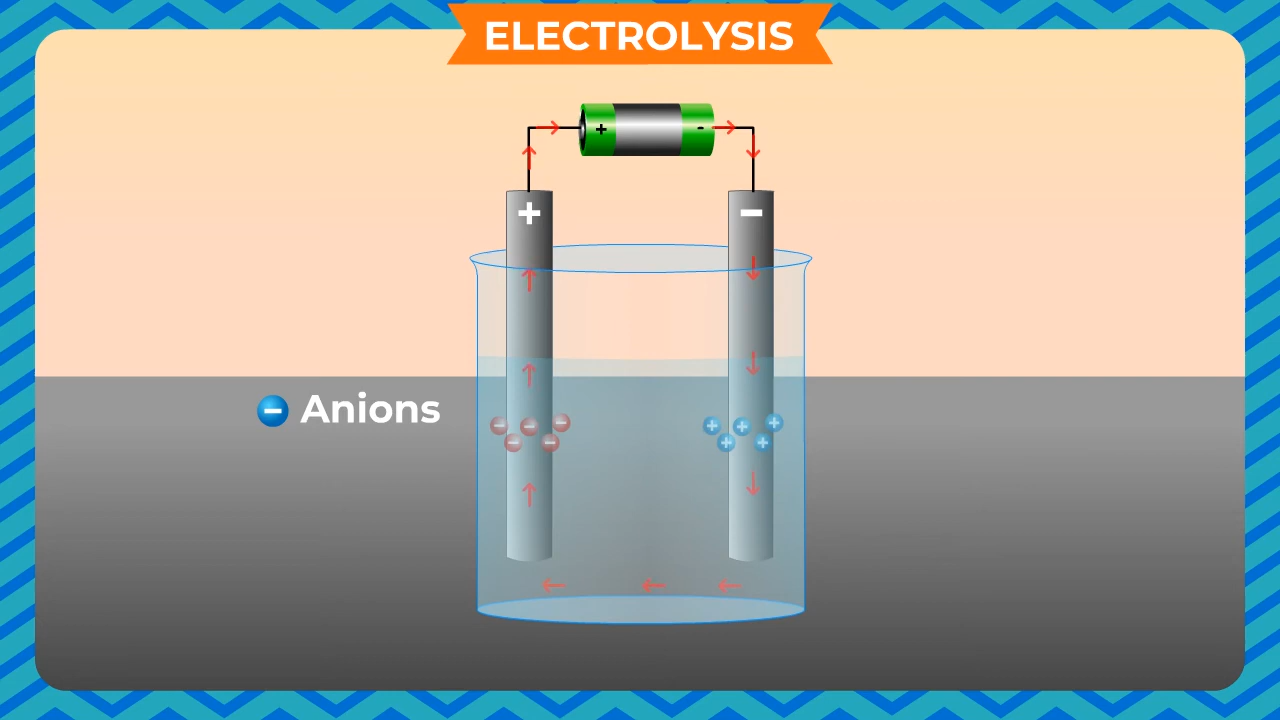 ELECTROLYSIS
+ -
+ −
− Anions
− − − − −
+ + + + +